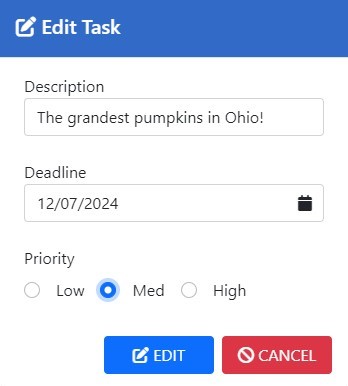 Edit Task
Description
The grandest pumpkins in Ohio!
Deadline
12/07/2024
Priority
Low Med High
EDIT CANCEL